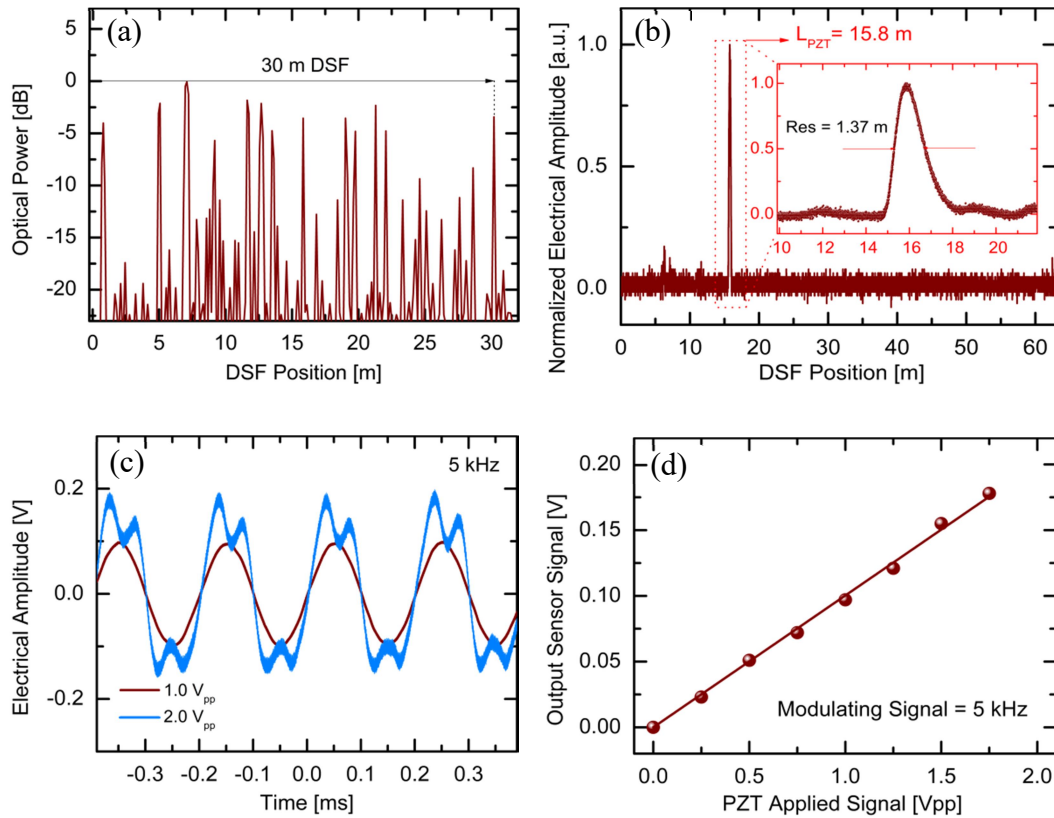 (a)
30 m DSF
Optical Power [dB]
5
0
-5
-10
-15
-20
0 5 10 15 20 25 30
DSF Position [m]
(b)
L_PZT = 15.8 m
Normalized Electrical Amplitude [a.u.]
1.0
0.5
0.0
1.0
0.5
0.0
Res = 1.37 m
10 12 14 16 18 20
0 10 20 30 40 50 60
DSF Position [m]
(c)
5 kHz
Electrical Amplitude [V]
0.2
0.0
-0.2
1.0 Vpp
2.0 Vpp
-0.3 -0.2 -0.1 0.0 0.1 0.2 0.3
Time [ms]
(d)
Output Sensor Signal [V]
0.20
0.15
0.10
0.05
0.00
Modulating Signal = 5 kHz
0.0 0.5 1.0 1.5 2.0
PZT Applied Signal [Vpp]